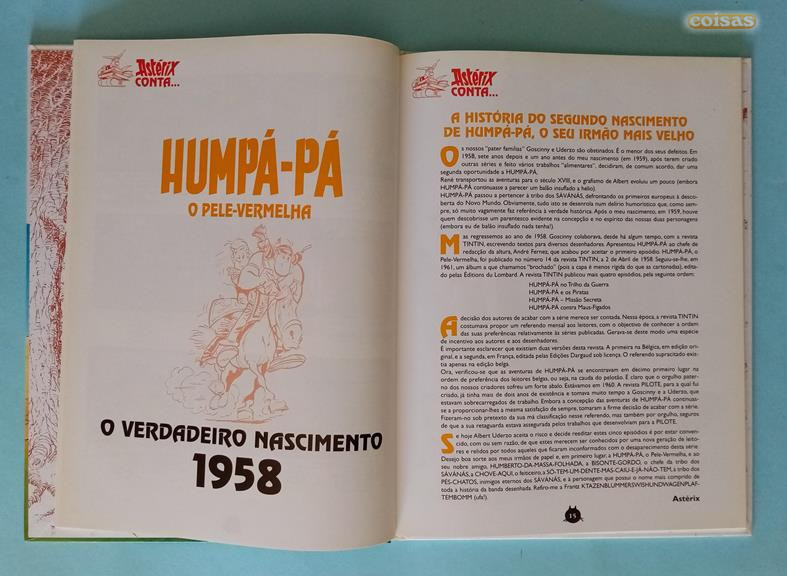 coisas
Astérix
CONTA...
HUMPÁ-PÁ
O PELE-VERMELHA
O VERDADEIRO NASCIMENTO
1958
Astérix
CONTA...
A HISTÓRIA DO SEGUNDO NASCIMENTO
DE HUMPÁ-PÁ, O SEU IRMÃO MAIS VELHO
Os nossos "pater familias" Goscinny e Uderzo são obstinados. É o menor dos seus defeitos. Em
1958, sete anos depois e um ano antes do meu nascimento (em 1959), após terem criado
outras séries e feito vários trabalhos "alimentares", decidiram, de comum acordo, dar uma
segunda oportunidade a HUMPÁ-PÁ.
René transportou as aventuras para o século XVIII, e o grafismo de Albert evoluiu um pouco (embora
HUMPÁ-PÁ continuasse a parecer um balão insuflado a hélio).
HUMPÁ-PÁ passou a pertencer à tribo dos SÁVÁNÁS, defrontando os primeiros europeus à desco-
berta do Novo Mundo. Obviamente, tudo isto se desenrola num delírio humorístico que, como sem-
pre, só muito vagamente faz referência à verdade histórica. Após o meu nascimento, em 1959, houve
quem descobrisse um parentesco evidente na concepção e no espírito das nossas duas personagens
(embora eu de balão insuflado nada tenha!)
Mas regressemos ao ano de 1958. Goscinny colaborava, desde há algum tempo, com a revista
TINTIN, escrevendo textos para diversos desenhadores. Apresentou HUMPÁ-PÁ ao chefe de
redacção da altura, André Fernez, que acabou por aceitar o primeiro episódio. HUMPÁ-PÁ, o
Pele-Vermelha, foi publicado no número 14 da revista TINTIN, a 2 de Abril de 1958. Seguiu-se-lhe, em
1961, um álbum a que chamamos "brochado" (pois a capa é menos rígida do que as cartonadas), edita-
do pelas Éditions du Lombard. A revista TINTIN publicou mais quatro episódios, pela seguinte ordem:
HUMPÁ-PÁ no Trilho da Guerra
HUMPÁ-PÁ e os Piratas
HUMPÁ-PÁ – Missão Secreta
HUMPÁ-PÁ contra Maus-Fígados
A decisão dos autores de acabar com a série merece ser contada. Nessa época, a revista TINTIN
costumava propor um referendo mensal aos leitores, com o objectivo de conhecer a ordem
das suas preferências relativamente às séries publicadas. Gerava-se deste modo uma espécie
de incentivo aos autores e aos desenhadores.
É importante esclarecer que existiam duas versões desta revista. A primeira na Bélgica, em edição ori-
ginal, e a segunda, em França, editada pelas Edições Dargaud sob licença. O referendo supracitado exis-
tia apenas na edição belga.
Ora, verificou-se que as aventuras de HUMPÁ-PÁ se encontravam em décimo primeiro lugar na
ordem de preferência dos leitores belgas, ou seja, na cauda do pelotão. É claro que o orgulho pater-
no dos nossos criadores sofreu um forte abalo. Estávamos em 1960. A revista PILOTE, para a qual fui
criado, já tinha mais de dois anos de existência e tomava muito tempo a Goscinny e a Uderzo, que
estavam sobrecarregados de trabalho. Embora a concepção das aventuras de HUMPÁ-PÁ continuas-
se a proporcionar-lhes a mesma satisfação de sempre, tomaram a firme decisão de acabar com a série.
Fizeram-no sob pretexto da sua má classificação nesse referendo, mas também por orgulho, seguros
de que a sua retaguarda estava assegurada pelos trabalhos que desenvolviam para a PILOTE.
Se hoje Albert Uderzo aceita o risco e decide reeditar estes cinco episódios é por estar conven-
cido, com ou sem razão, de que estes merecem ser conhecidos por uma nova geração de leito-
res e relidos por todos aqueles que ficaram inconformados com o desaparecimento desta série
Desejo boa sorte aos meus irmãos de papel e, em primeiro lugar, a HUMPÁ-PÁ, o Pele-Vermelha, e ao
seu nobre amigo, HUMBERTO-DA-MASSA-FOLHADA, a BISONTE-GORDO, o chefe da tribo dos
SÁVÁNÁS, a CHOVE-AQUI, o feiticeiro, a SÓ-TEM-UM-DENTE-MAS-CAIU-E-JÁ-NÃO-TEM, à tribo dos
PÉS-CHATOS, inimigos eternos dos SÁVÁNÁS, e à personagem que possui o nome mais comprido de
toda a história da banda desenhada. Refiro-me a Frantz KTAZENBLUMMERSWISHUNDWAGENPLAF-
TEMBOMM (ufa!).
Astérix
15